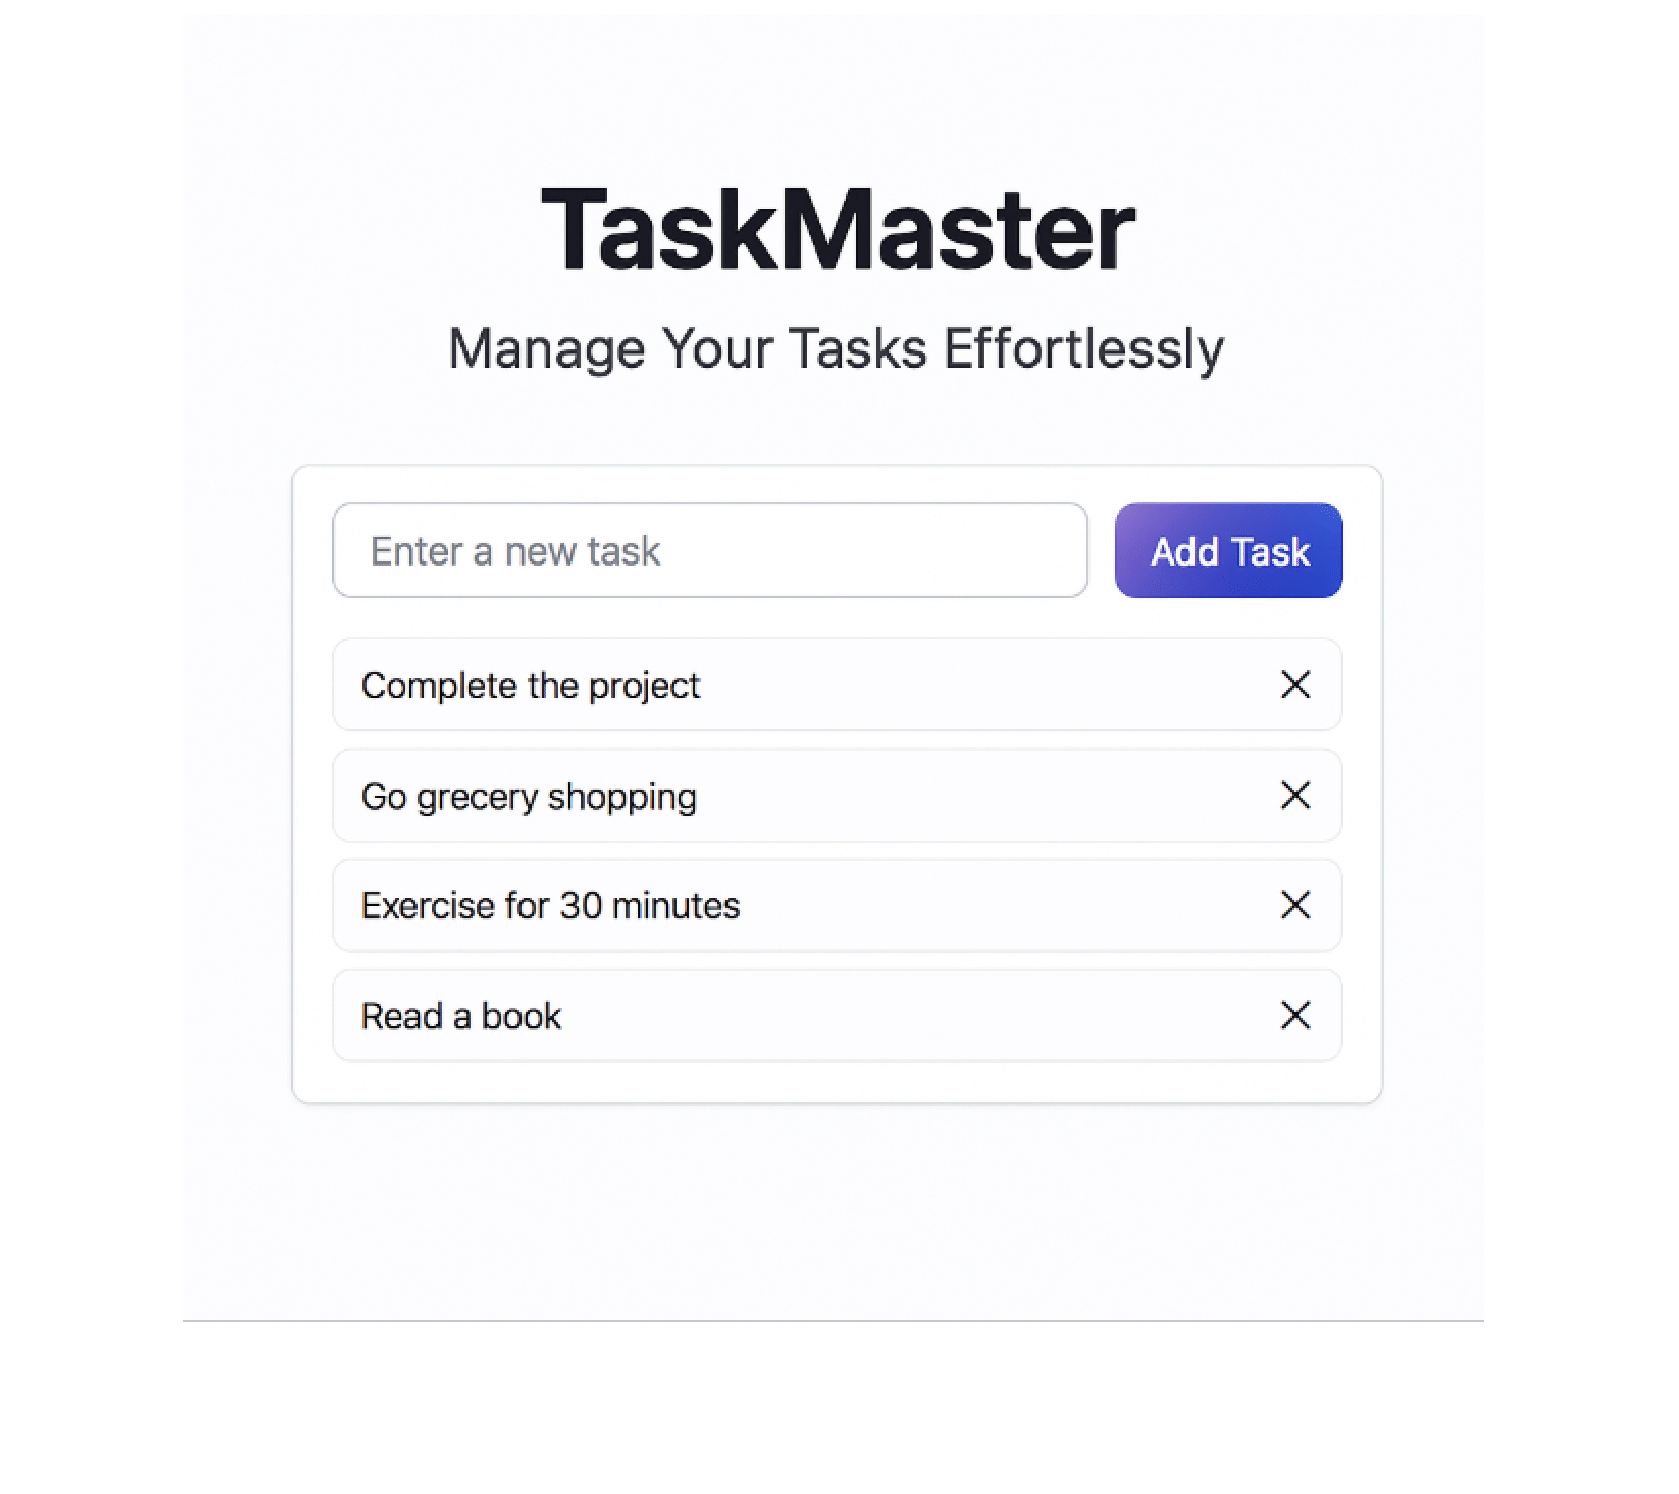 TaskMaster
Manage Your Tasks Effortlessly
Enter a new task
Add Task
Complete the project
Go grecery shopping
Exercise for 30 minutes
Read a book